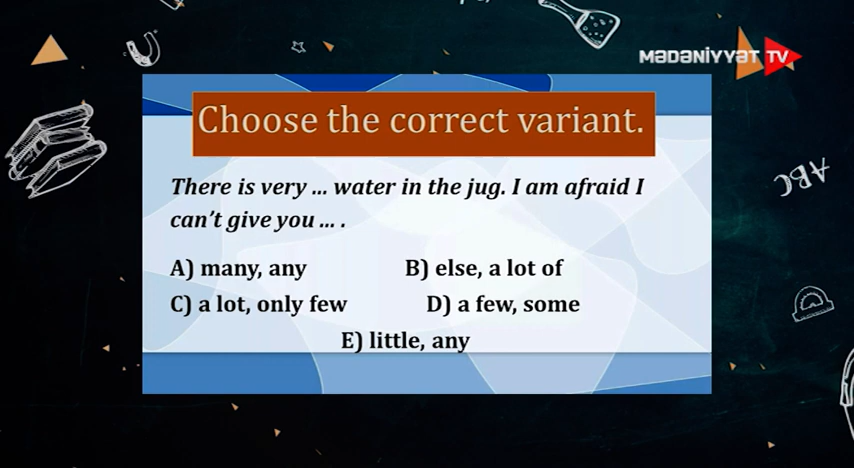 MƏDƏNİYYƏT TV
Choose the correct variant.
There is very ... water in the jug. I am afraid I
can't give you ... .
A) many, any B) else, a lot of
C) a lot, only few D) a few, some
E) little, any
ABC